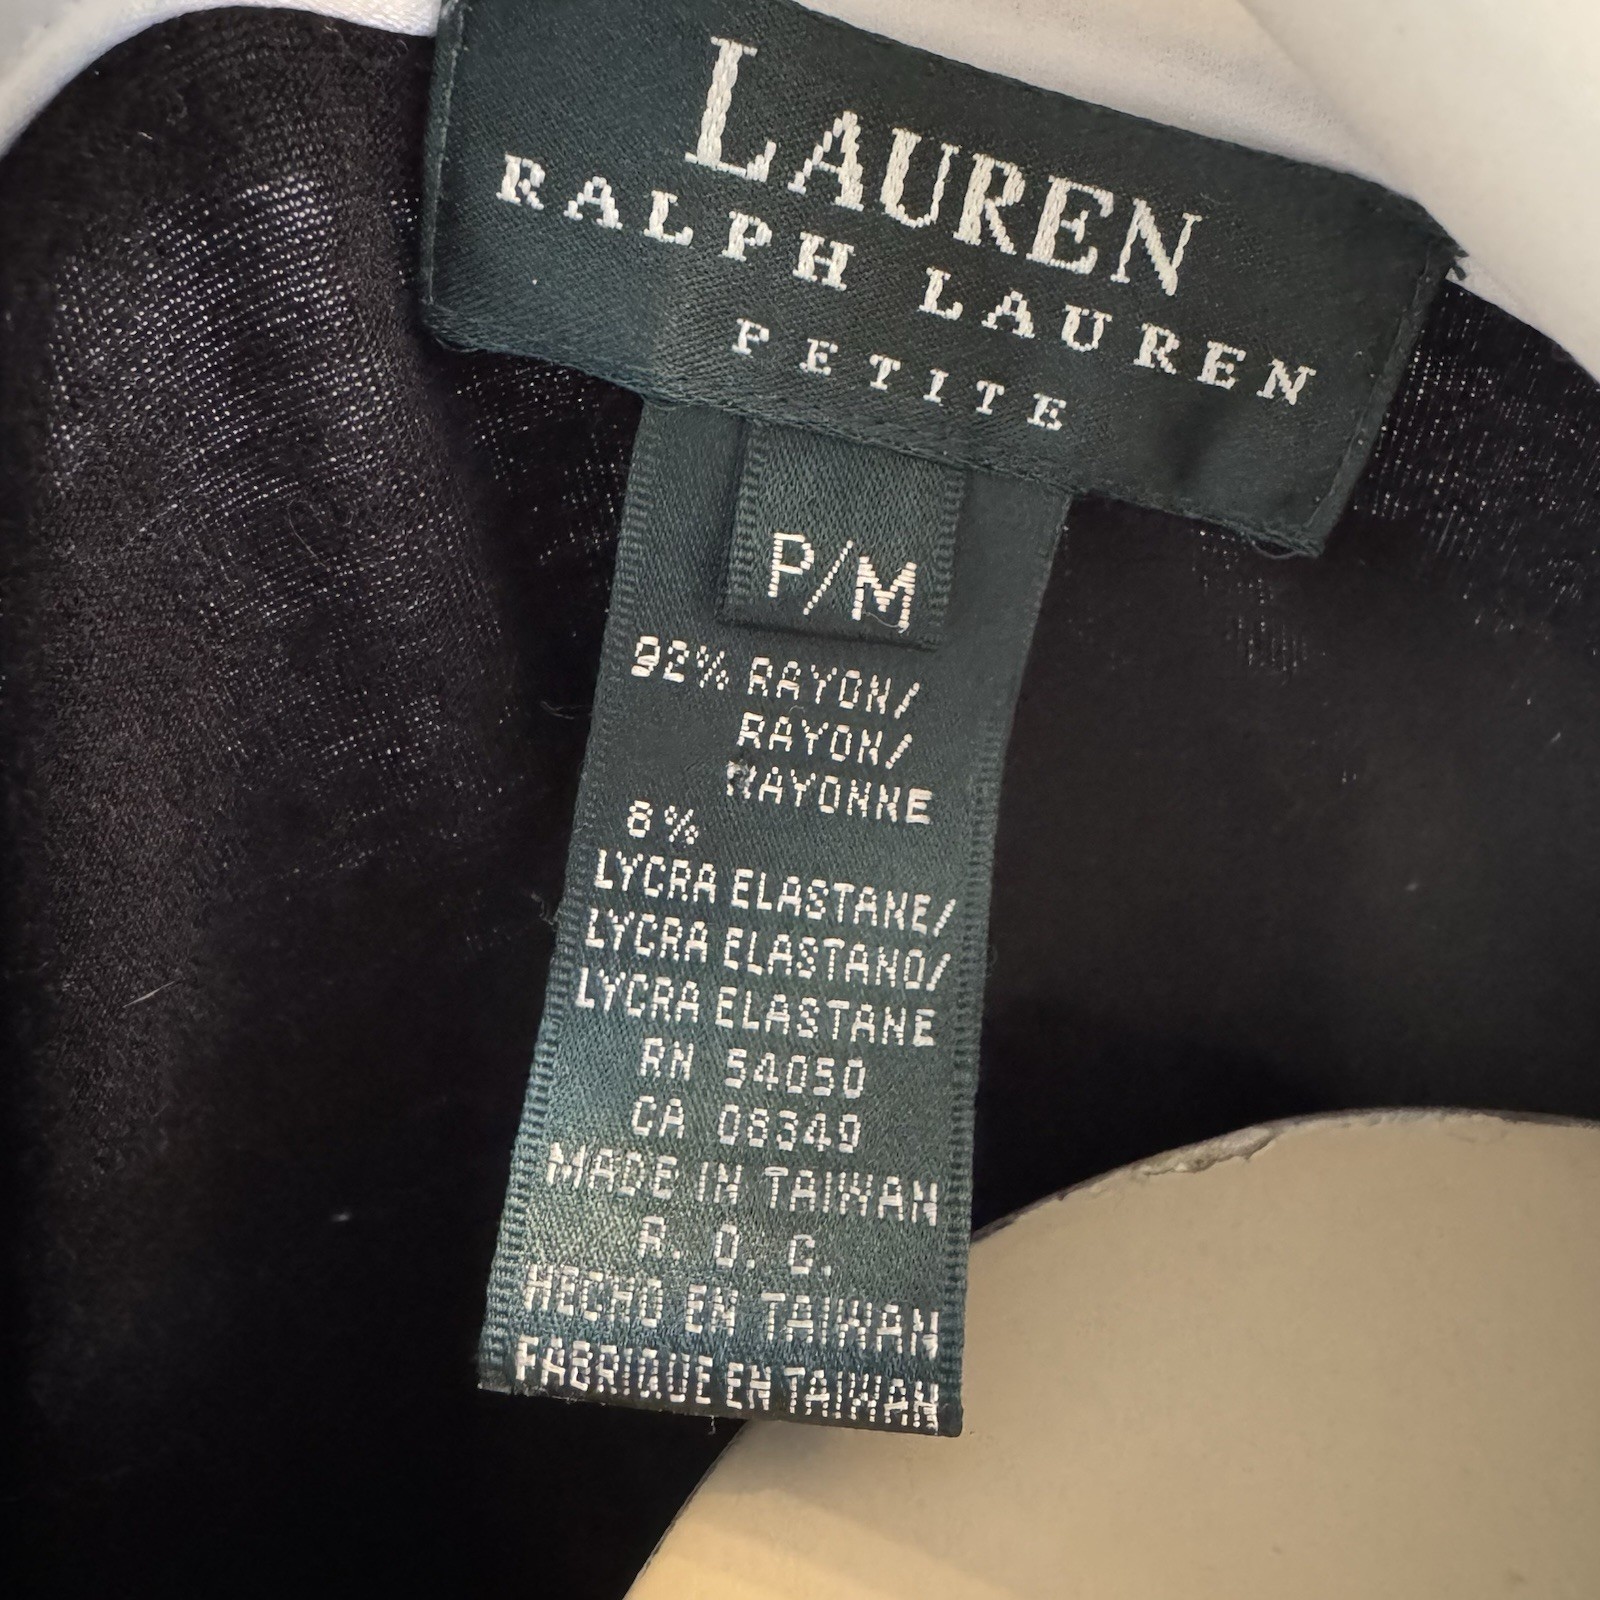 LAUREN
RALPH LAUREN
PETITE
P/M
92% RAYON/
RAYON/
RAYONNE
8%
LYCRA ELASTANE/
LYCRA ELASTANO/
LYCRA ELASTANE
RN 54050
CA 08349
MADE IN TAIWAN
R. O. C.
HECHO EN TAIWAN
FABRIQUE EN TAIWAN